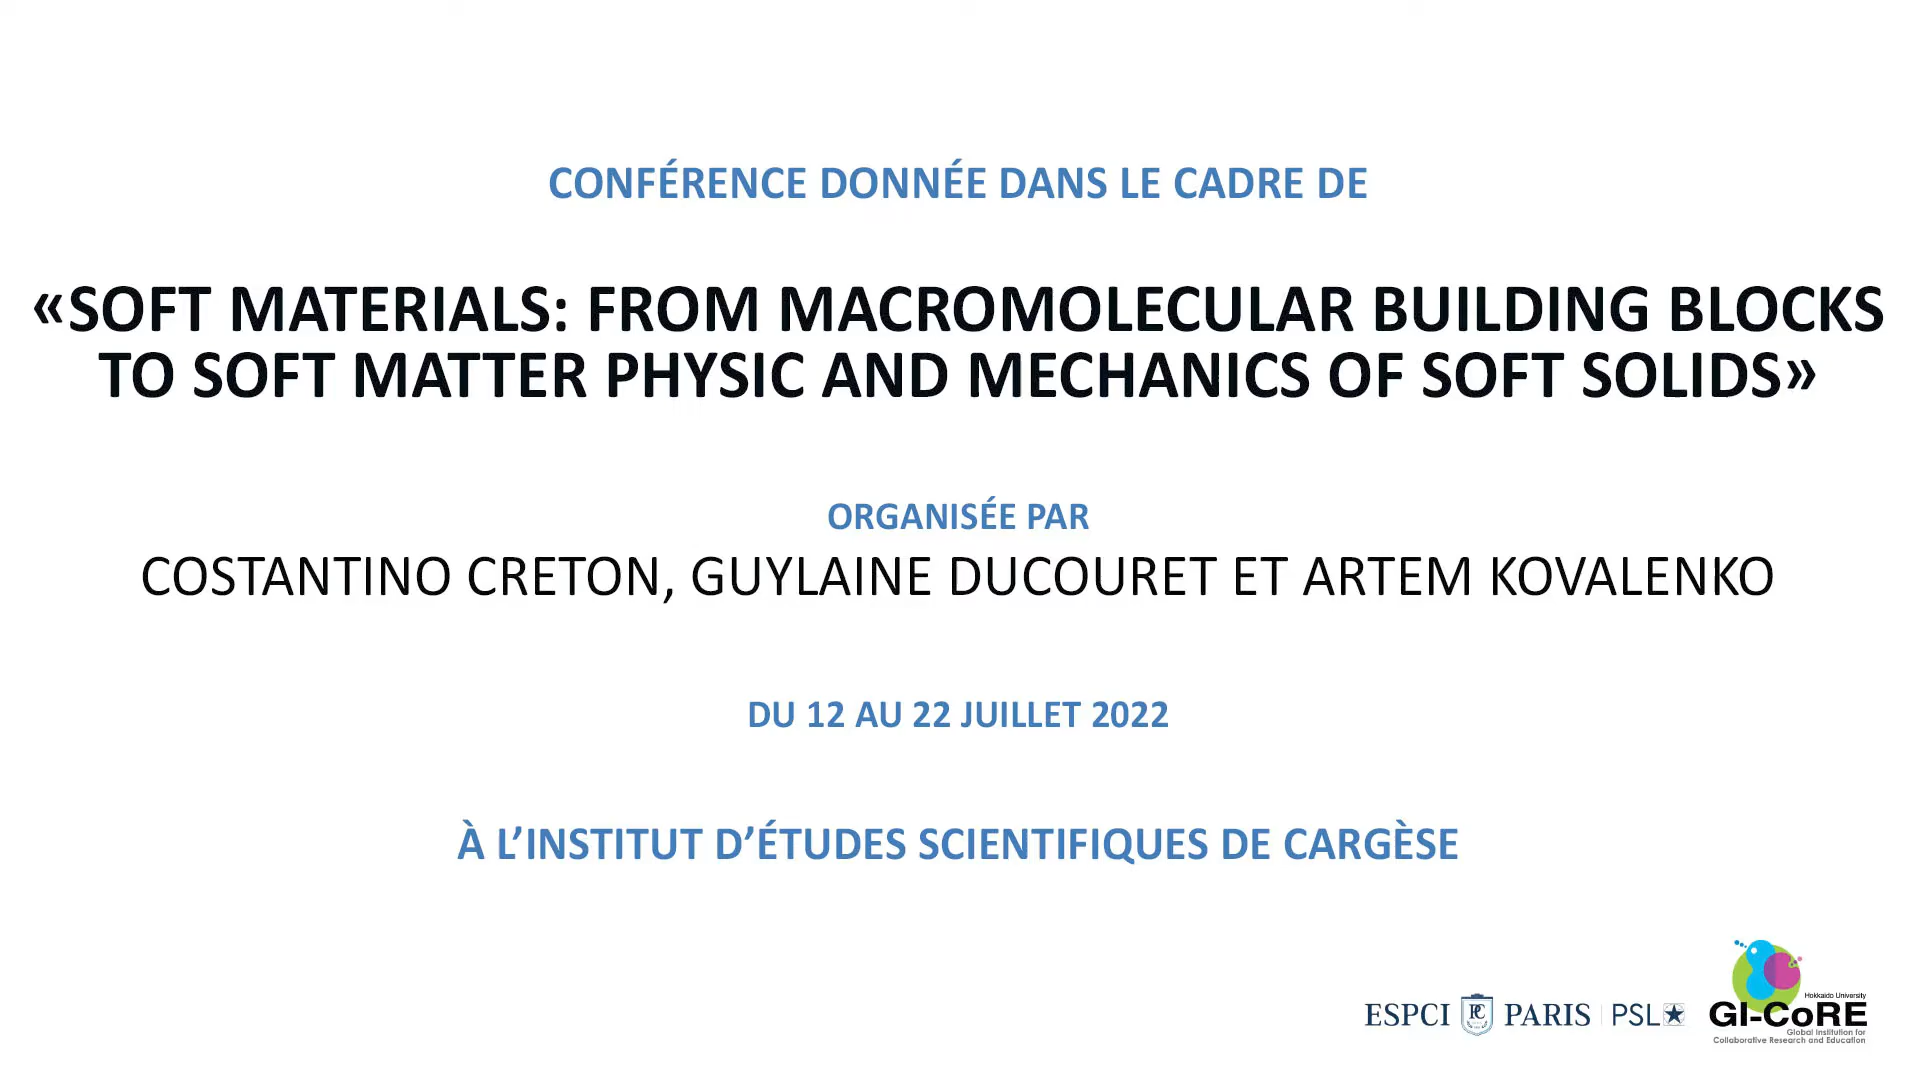 CONFÉRENCE DONNÉE DANS LE CADRE DE
«SOFT MATERIALS: FROM MACROMOLECULAR BUILDING BLOCKS
TO SOFT MATTER PHYSIC AND MECHANICS OF SOFT SOLIDS»
ORGANISÉE PAR
COSTANTINO CRETON, GUYLAINE DUCOURET ET ARTEM KOVALENKO
DU 12 AU 22 JUILLET 2022
À L’INSTITUT D’ÉTUDES SCIENTIFIQUES DE CARGÈSE
ESPCI PC PARIS PSL
Hokkaido University
GI-CoRE
Global Institution for
Collaborative Research and Education